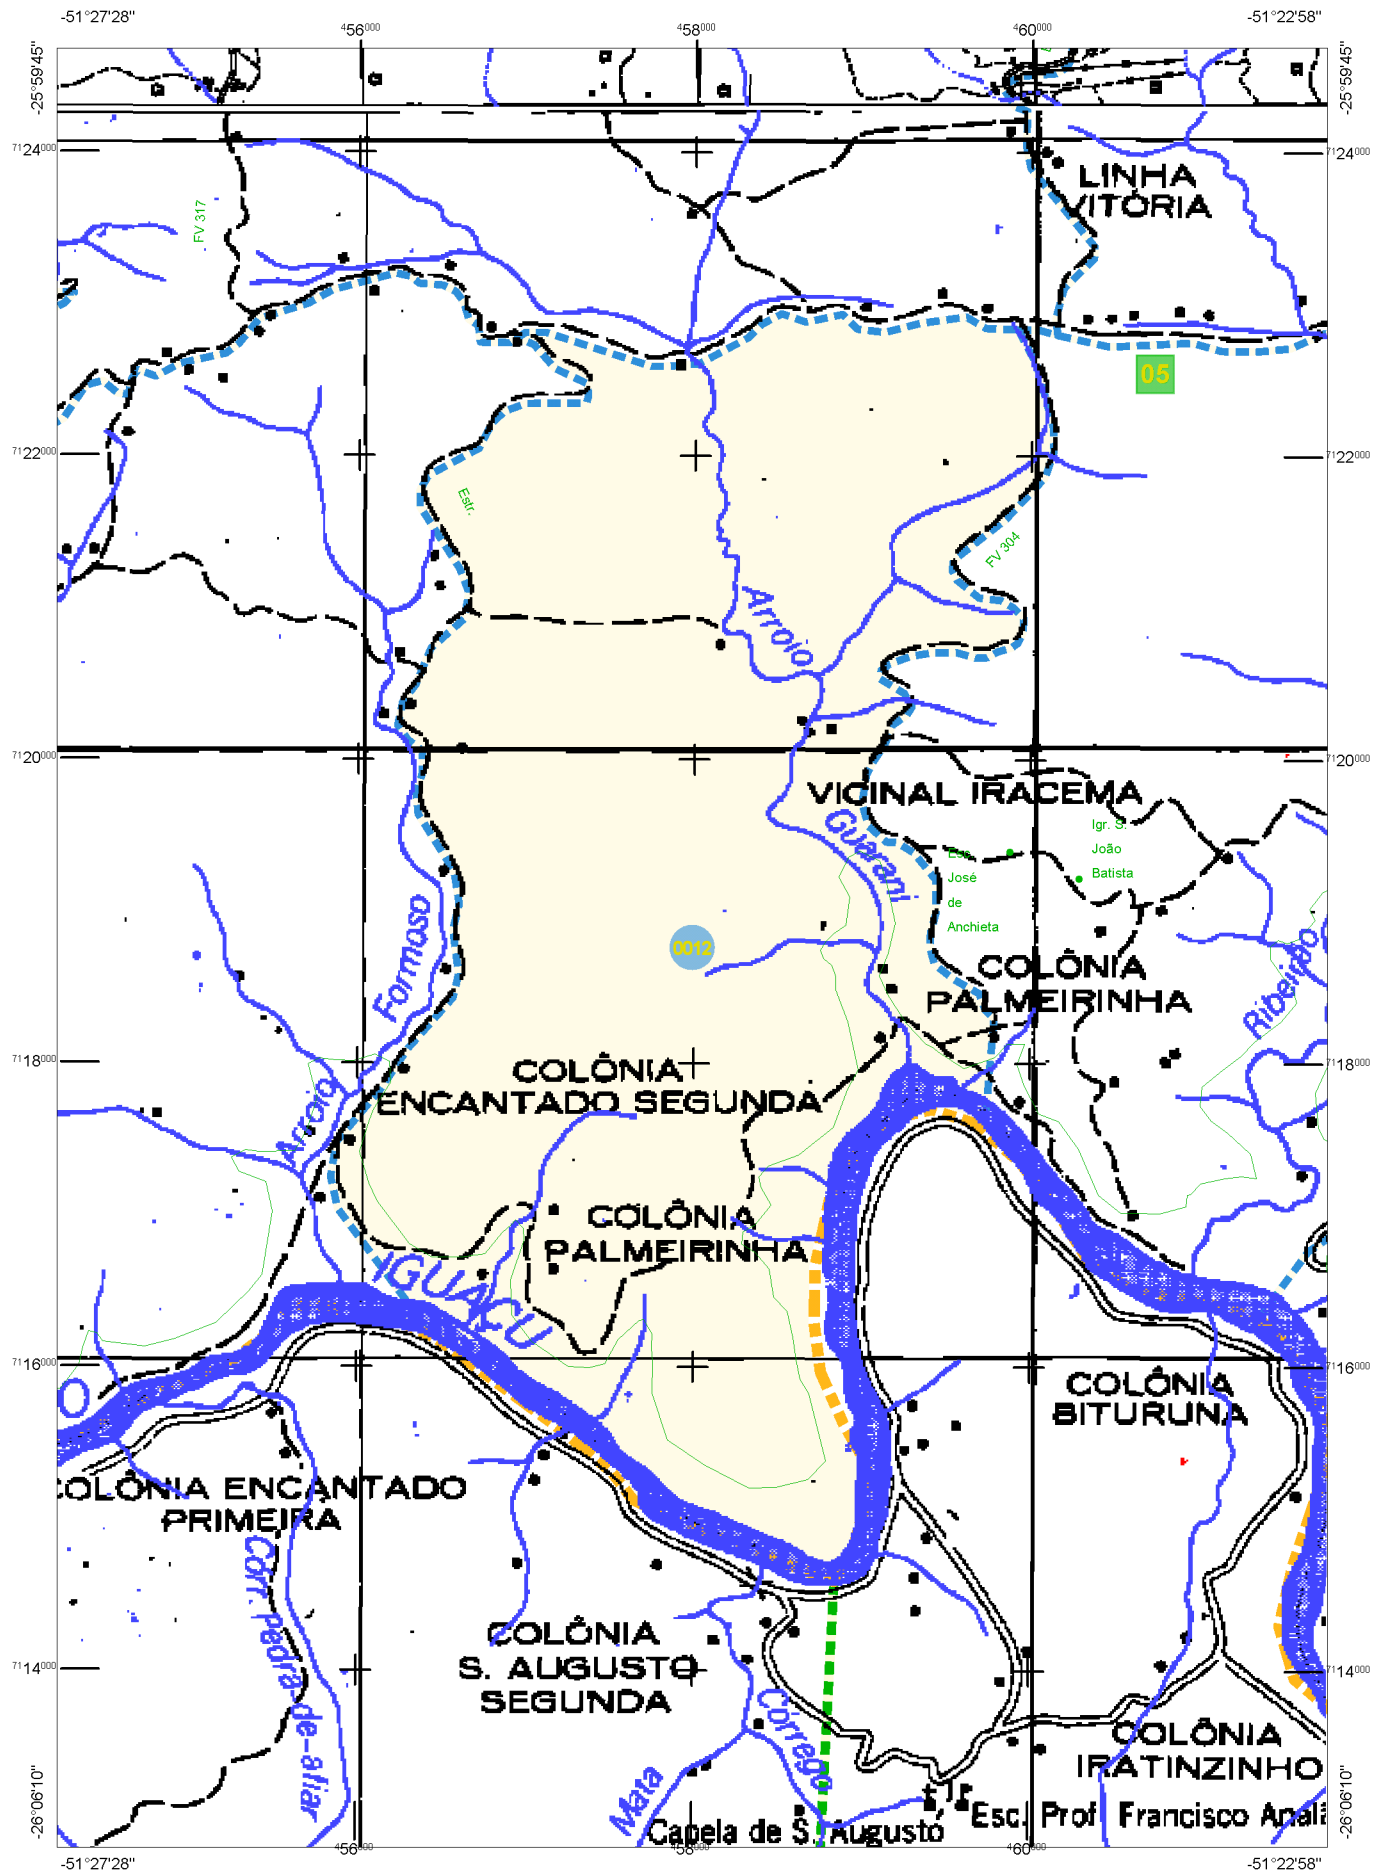 -51°27'28"
-51°22'58"
456000
458000
460000
-25°59'45"
-25°59'45"
7124000
7124000
LINHA
VITÓRIA
FV 317
05
7122000
7122000
Estr.
FV 304
Arroio
7120000
7120000
VICINAL IRACEMA
Guarani
Igr. S.
João
Batista
Esc.
José
de
Anchieta
Formosa
0012
COLÔNIA
PALMEIRINHA
Ribeirão
7118000
7118000
COLÔNIA
ENCANTADO SEGUNDA
Arroio
COLÔNIA
PALMEIRINHA
IGUAÇU
O
7116000
7116000
COLÔNIA
BITURUNA
COLÔNIA ENCANTADO
PRIMEIRA
Corr. Pedra-de-afiar
COLÔNIA
S. AUGUSTO
SEGUNDA
7114000
7114000
Córrego
Mata
COLÔNIA
IRATINZINHO
Capela de S. Augusto
Esc. Prof. Francisco
-26°06'10"
-26°06'10"
456000
458000
460000
-51°27'28"
-51°22'58"